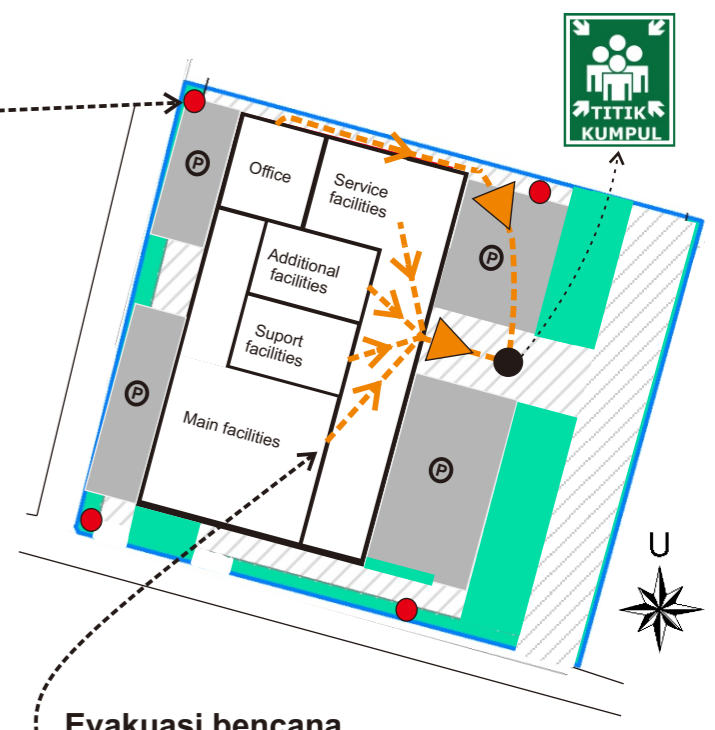 TITIK
KUMPUL
P
Office
Service
facilities
P
Additional
facilities
Suport
facilities
P
Main facilities
P
U
Evakuasi bencana